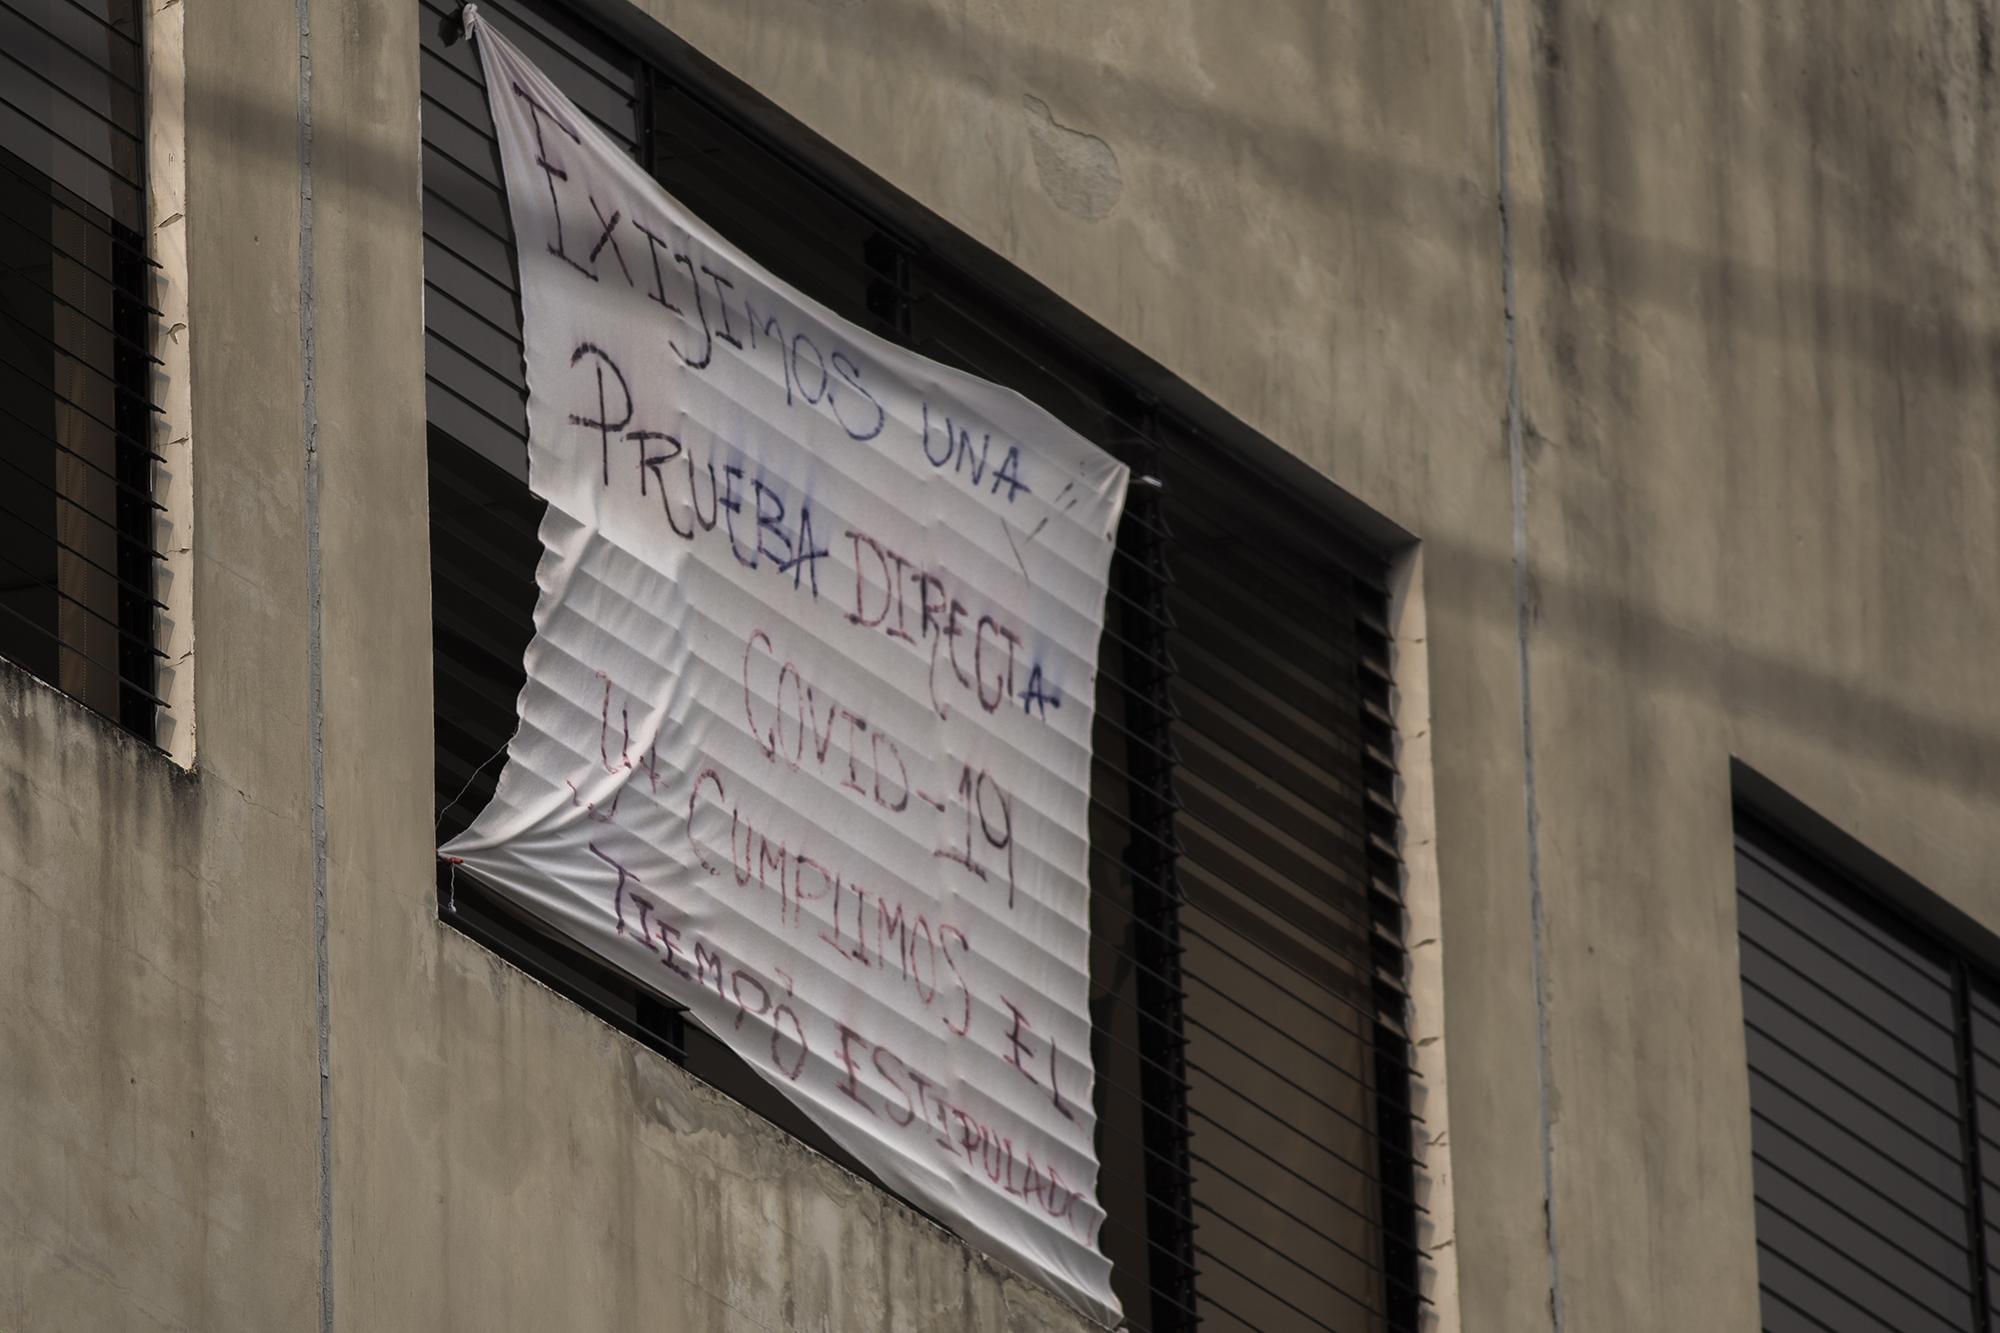 EXIJIMOS UNA
PRUEBA DIRECTA
COVID-19
YA CUMPLIMOS EL
TIEMPO ESTIPULADO